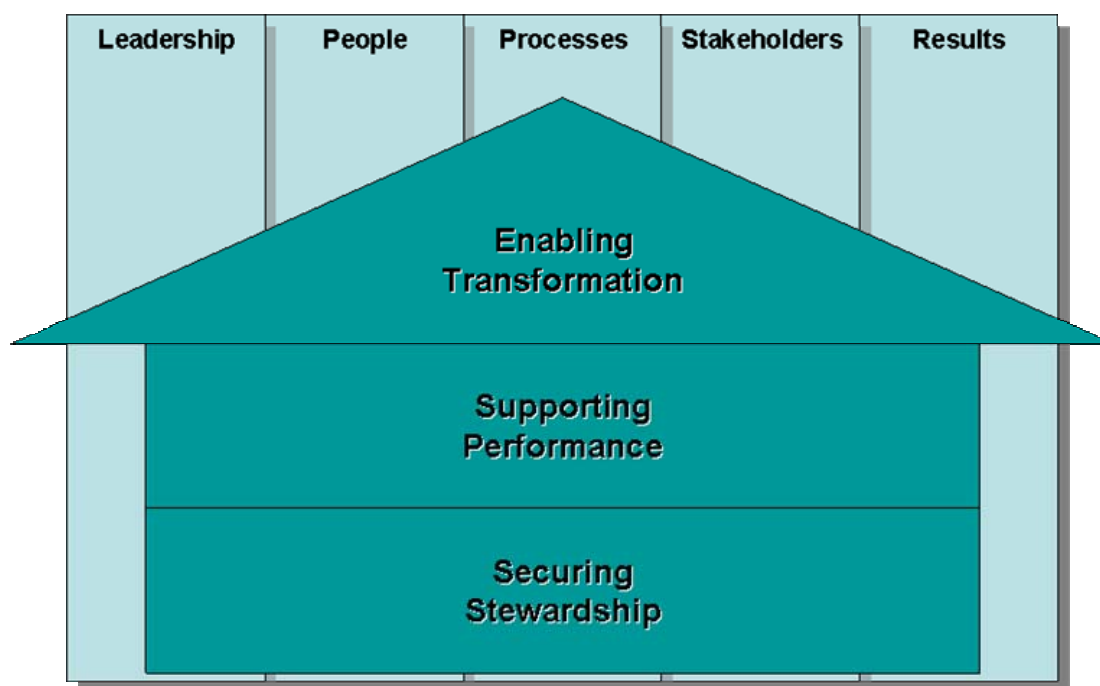 Leadership People Processes Stakeholders Results
Enabling
Transformation
Supporting
Performance
Securing
Stewardship